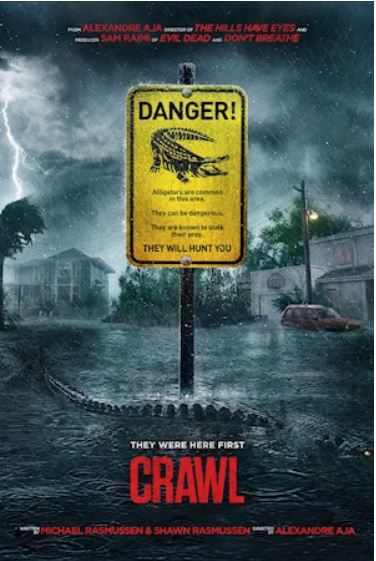 FROM ALEXANDRE AJA DIRECTOR OF THE HILLS HAVE EYES AND
PRODUCER SAM RAIMI OF EVIL DEAD AND DON'T BREATHE
DANGER!
Alligators are common
in this area.
They can be dangerous.
They are known to stalk
their prey.
THEY WILL HUNT YOU
THEY WERE HERE FIRST
CRAWL
WRITTEN BY MICHAEL RASMUSSEN & SHAWN RASMUSSEN DIRECTED BY ALEXANDRE AJA